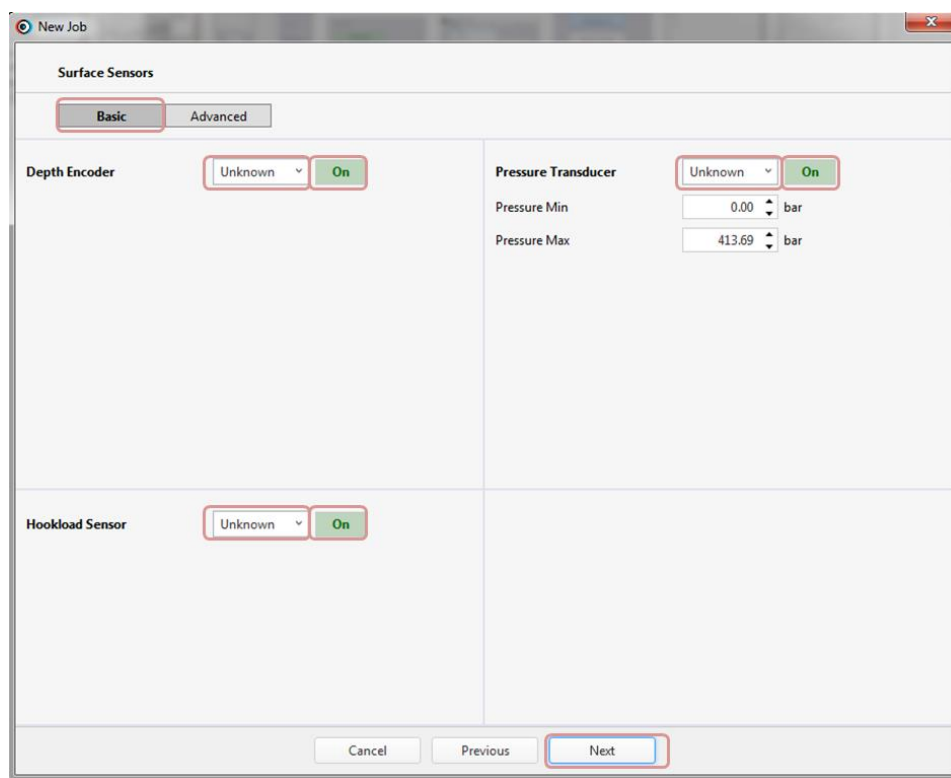 New Job
Surface Sensors
Basic Advanced
Depth Encoder Unknown On
Pressure Transducer Unknown On
Pressure Min 0.00 bar
Pressure Max 413.69 bar
Hookload Sensor Unknown On
Cancel Previous Next